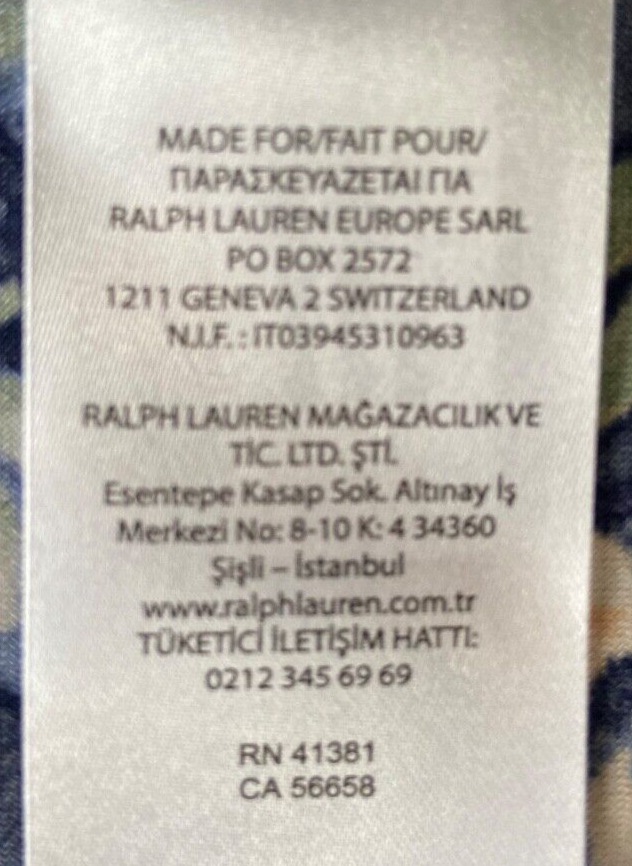 MADE FOR/FAIT POUR/
ΠΑΡΑΣΚΕΥΑΖΕΤΑΙ ΓΙΑ
RALPH LAUREN EUROPE SARL
PO BOX 2572
1211 GENEVA 2 SWITZERLAND
N.I.F. : IT03945310963
RALPH LAUREN MAĞAZACILIK VE
TİC. LTD. ŞTİ.
Esentepe Kasap Sok. Altınay İş
Merkezi No: 8-10 K: 4 34360
Şişli – İstanbul
www.ralphlauren.com.tr
TÜKETİCİ İLETİŞİM HATTI:
0212 345 69 69
RN 41381
CA 56658